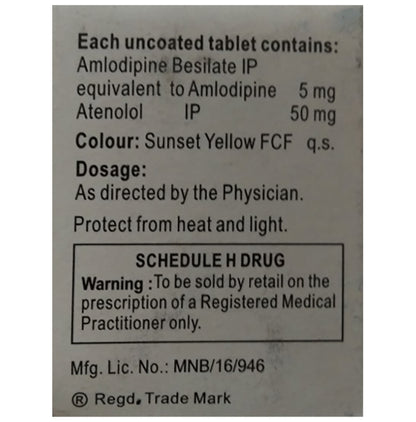 Each uncoated tablet contains:
Amlodipine Besilate IP
equivalent to Amlodipine 5 mg
Atenolol IP 50 mg
Colour: Sunset Yellow FCF q.s.
Dosage:
As directed by the Physician.
Protect from heat and light.
SCHEDULE H DRUG
Warning :To be sold by retail on the
prescription of a Registered Medical
Practitioner only.
Mfg. Lic. No.: MNB/16/946
® Regd. Trade Mark